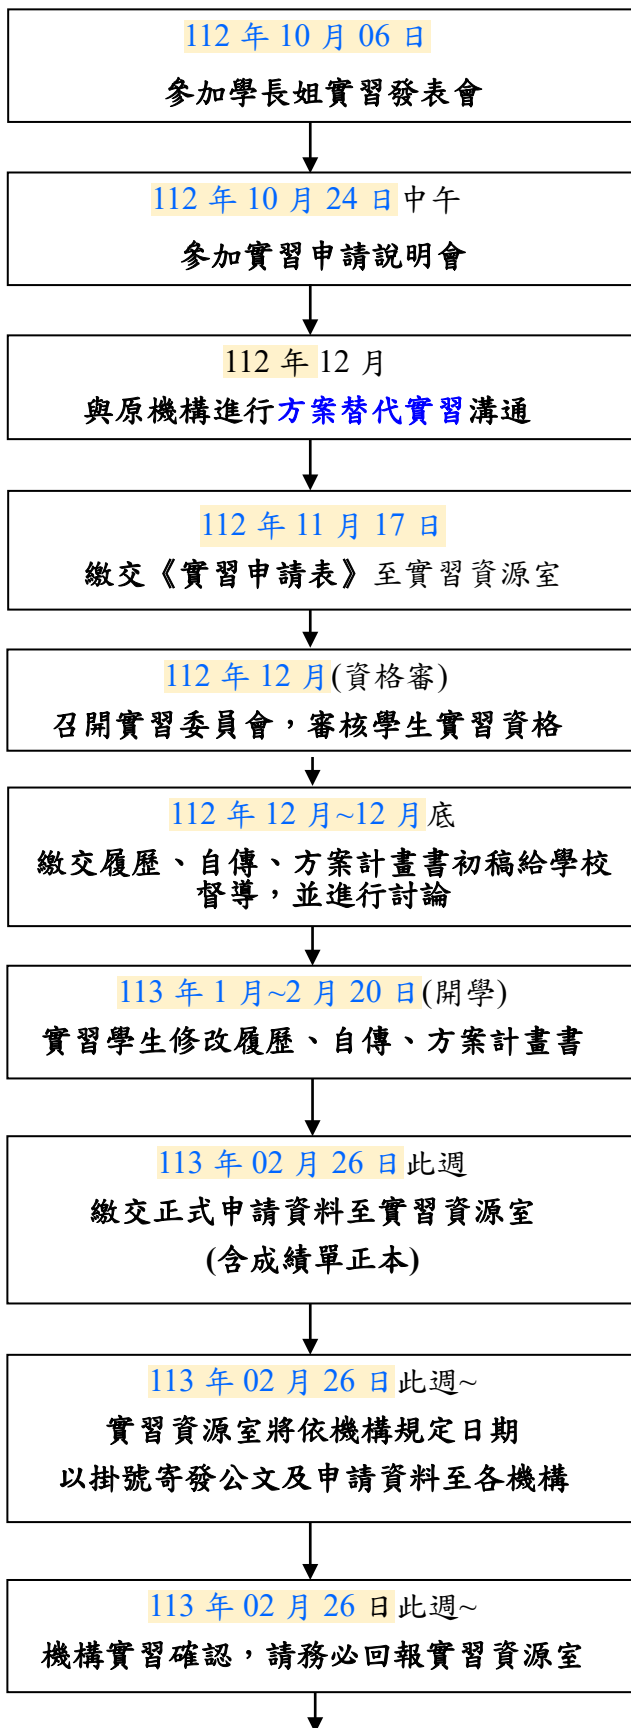 112 年 10 月 06 日
參加學長姐實習發表會
112 年 10 月 24 日中午
參加實習申請說明會
112 年 12 月
與原機構進行方案替代實習溝通
112 年 11 月 17 日
繳交《實習申請表》至實習資源室
112 年 12 月(資格審)
召開實習委員會，審核學生實習資格
112 年 12 月~12 月底
繳交履歷、自傳、方案計畫書初稿給學校
督導，並進行討論
113 年 1 月~2 月 20 日(開學)
實習學生修改履歷、自傳、方案計畫書
113 年 02 月 26 日此週
繳交正式申請資料至實習資源室
(含成績單正本)
113 年 02 月 26 日此週~
實習資源室將依機構規定日期
以掛號寄發公文及申請資料至各機構
113 年 02 月 26 日此週~
機構實習確認，請務必回報實習資源室